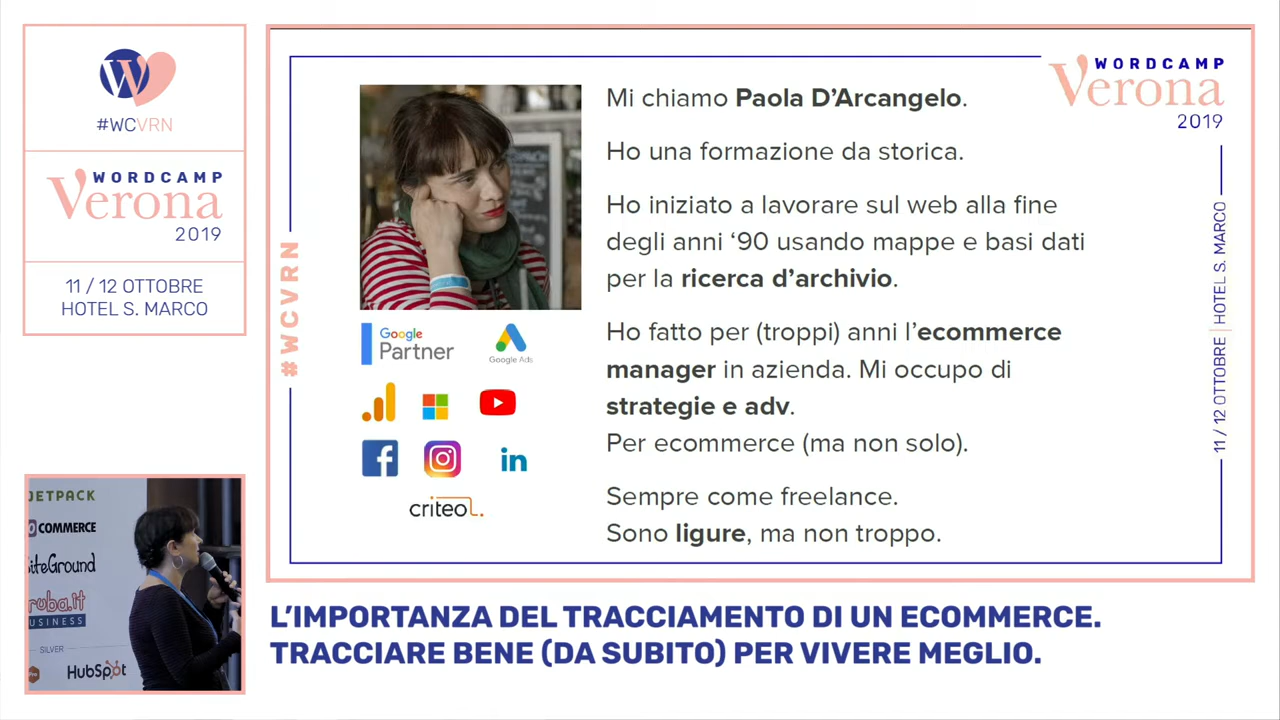 #WCVRN
WORDCAMP
Verona
2019
11 / 12 OTTOBRE
HOTEL S. MARCO
JETPACK
COMMERCE
SiteGround
aruba.it
BUSINESS
SILVER
HubSpot
#WCVRN
Google
Partner
Google Ads
in
criteo
Mi chiamo Paola D’Arcangelo.
Ho una formazione da storica.
Ho iniziato a lavorare sul web alla fine
degli anni ‘90 usando mappe e basi dati
per la ricerca d’archivio.
Ho fatto per (troppi) anni l’ecommerce
manager in azienda. Mi occupo di
strategie e adv.
Per ecommerce (ma non solo).
Sempre come freelance.
Sono ligure, ma non troppo.
WORDCAMP
Verona
2019
11 / 12 OTTOBRE | HOTEL S. MARCO
L’IMPORTANZA DEL TRACCIAMENTO DI UN ECOMMERCE.
TRACCIARE BENE (DA SUBITO) PER VIVERE MEGLIO.